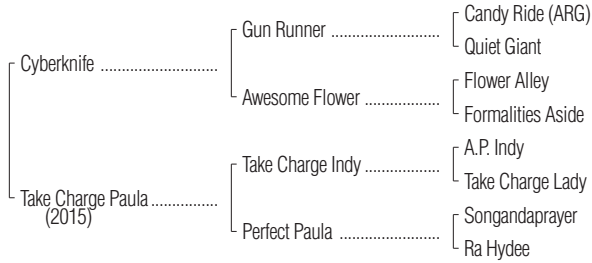 Candy Ride (ARG)
Gun Runner ..................................
Quiet Giant
Cyberknife ....................................
Flower Alley
Awesome Flower .......................
Formalities Aside
A.P. Indy
Take Charge Indy .......................
Take Charge Lady
Take Charge Paula ....................
(2015)
Songandaprayer
Perfect Paula ..............................
Ra Hydee